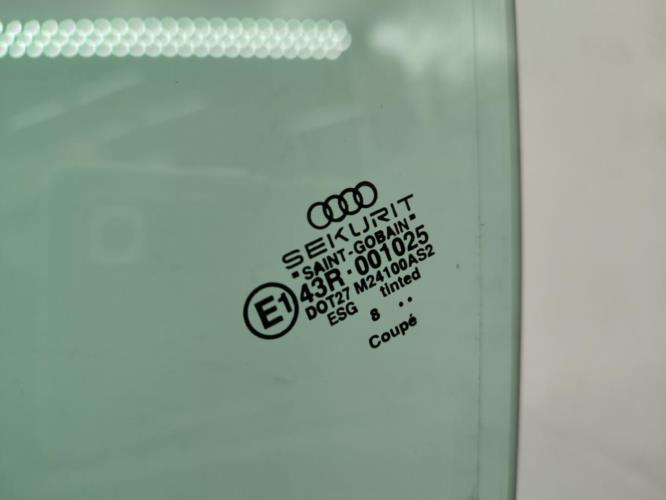 SEKURIT
"SAINT-GOBAIN"
E1 43R-001025
DOT27 M24100AS2
ESG tinted
8 ..
Coupé